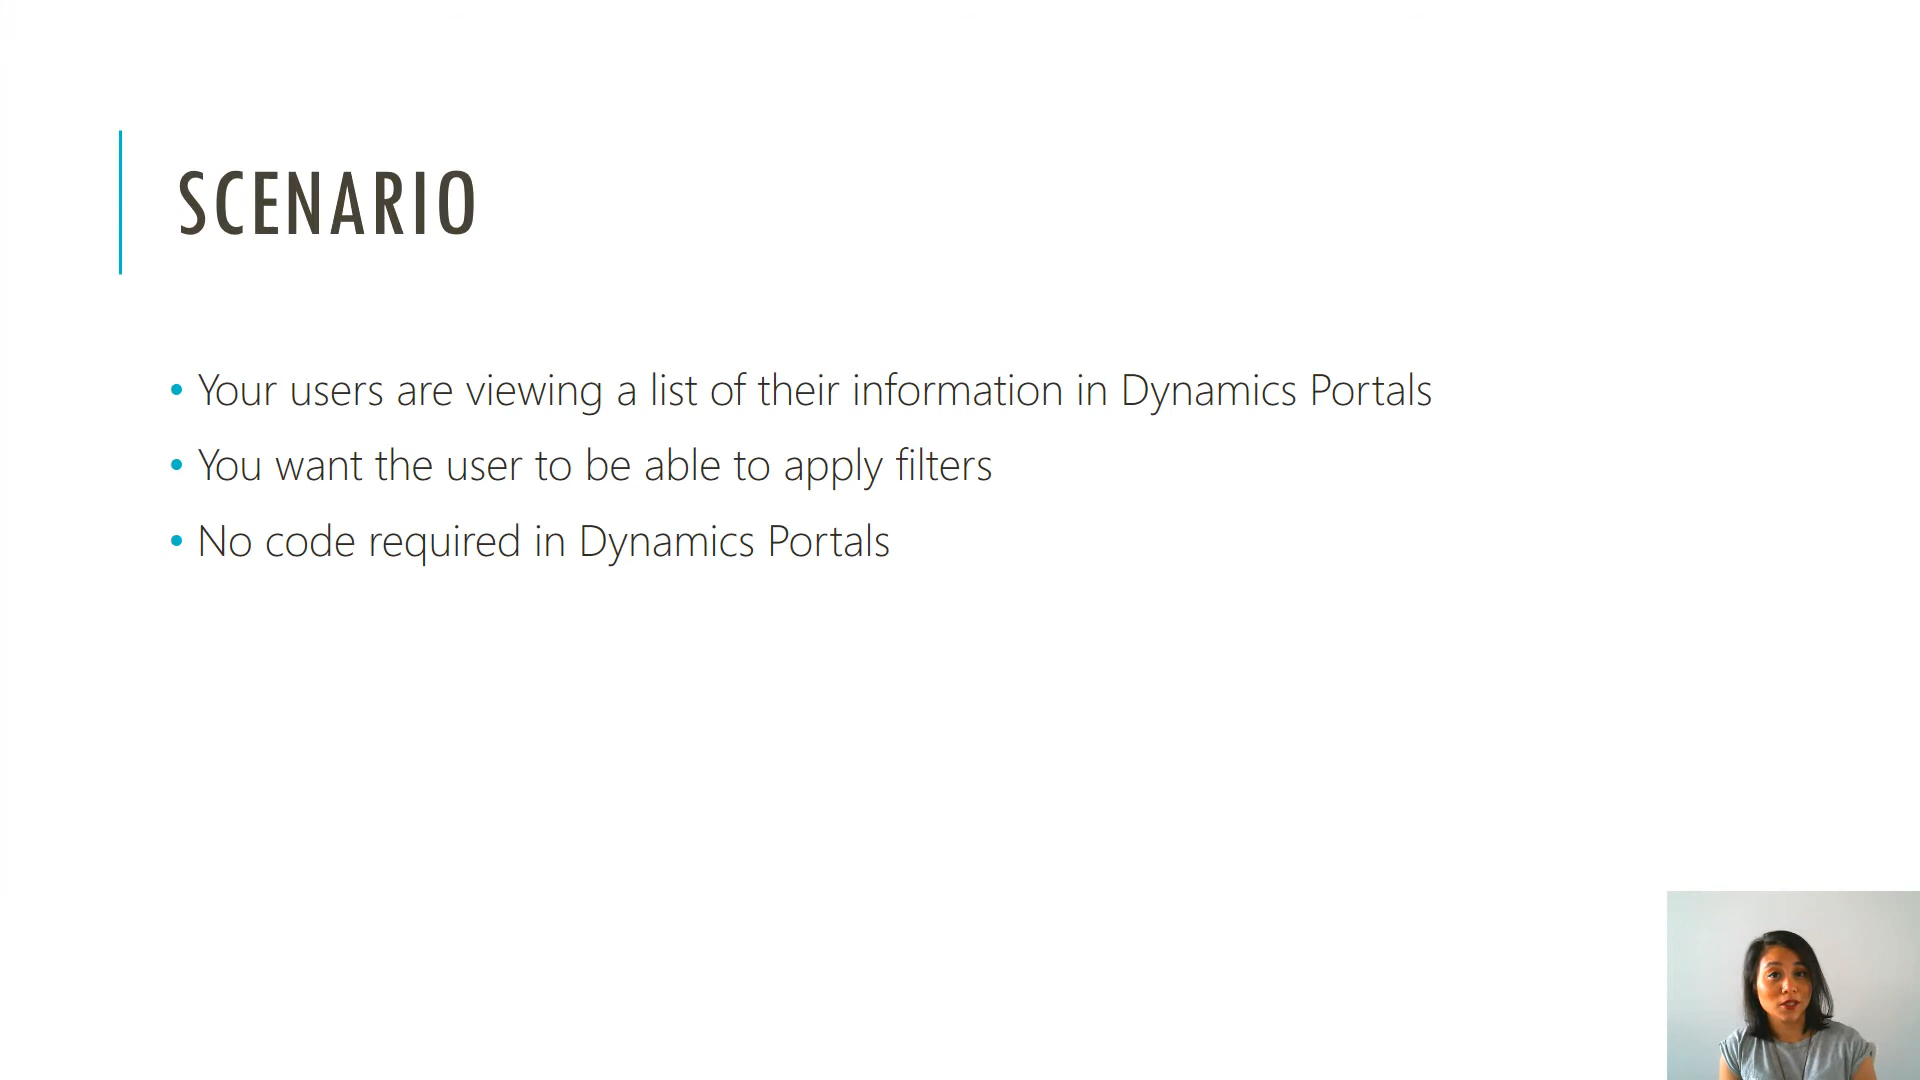 SCENARIO
• Your users are viewing a list of their information in Dynamics Portals
• You want the user to be able to apply filters
• No code required in Dynamics Portals